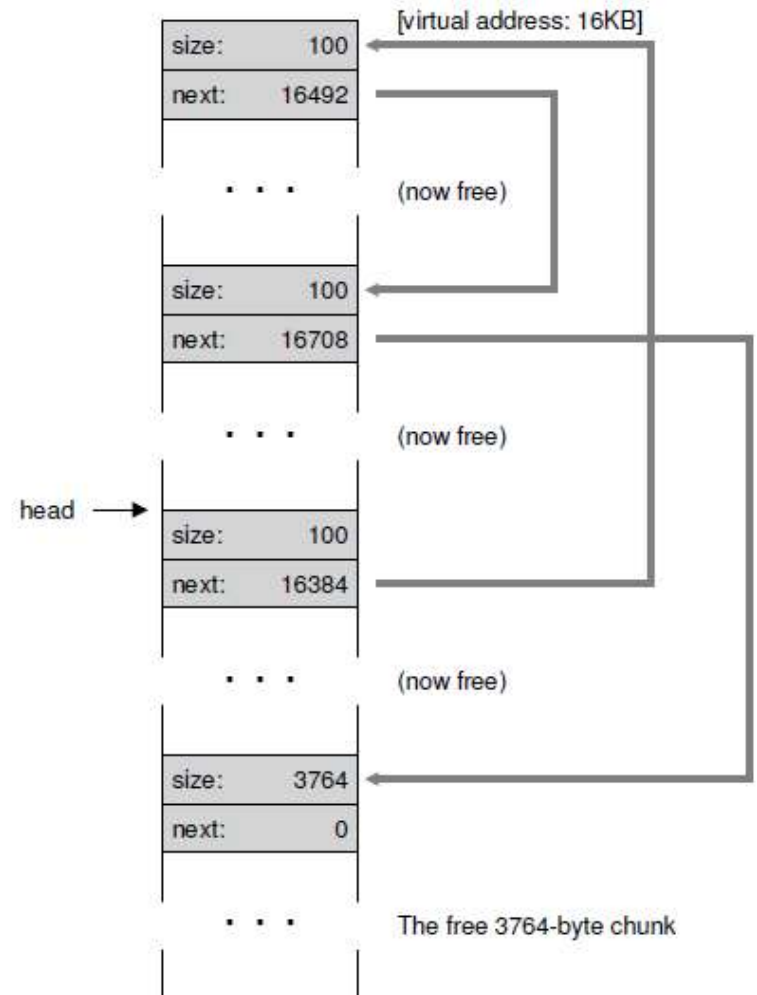 [virtual address: 16KB]
size: 100
next: 16492
. . . (now free)
size: 100
next: 16708
. . . (now free)
head
size: 100
next: 16384
. . . (now free)
size: 3764
next: 0
. . . The free 3764-byte chunk